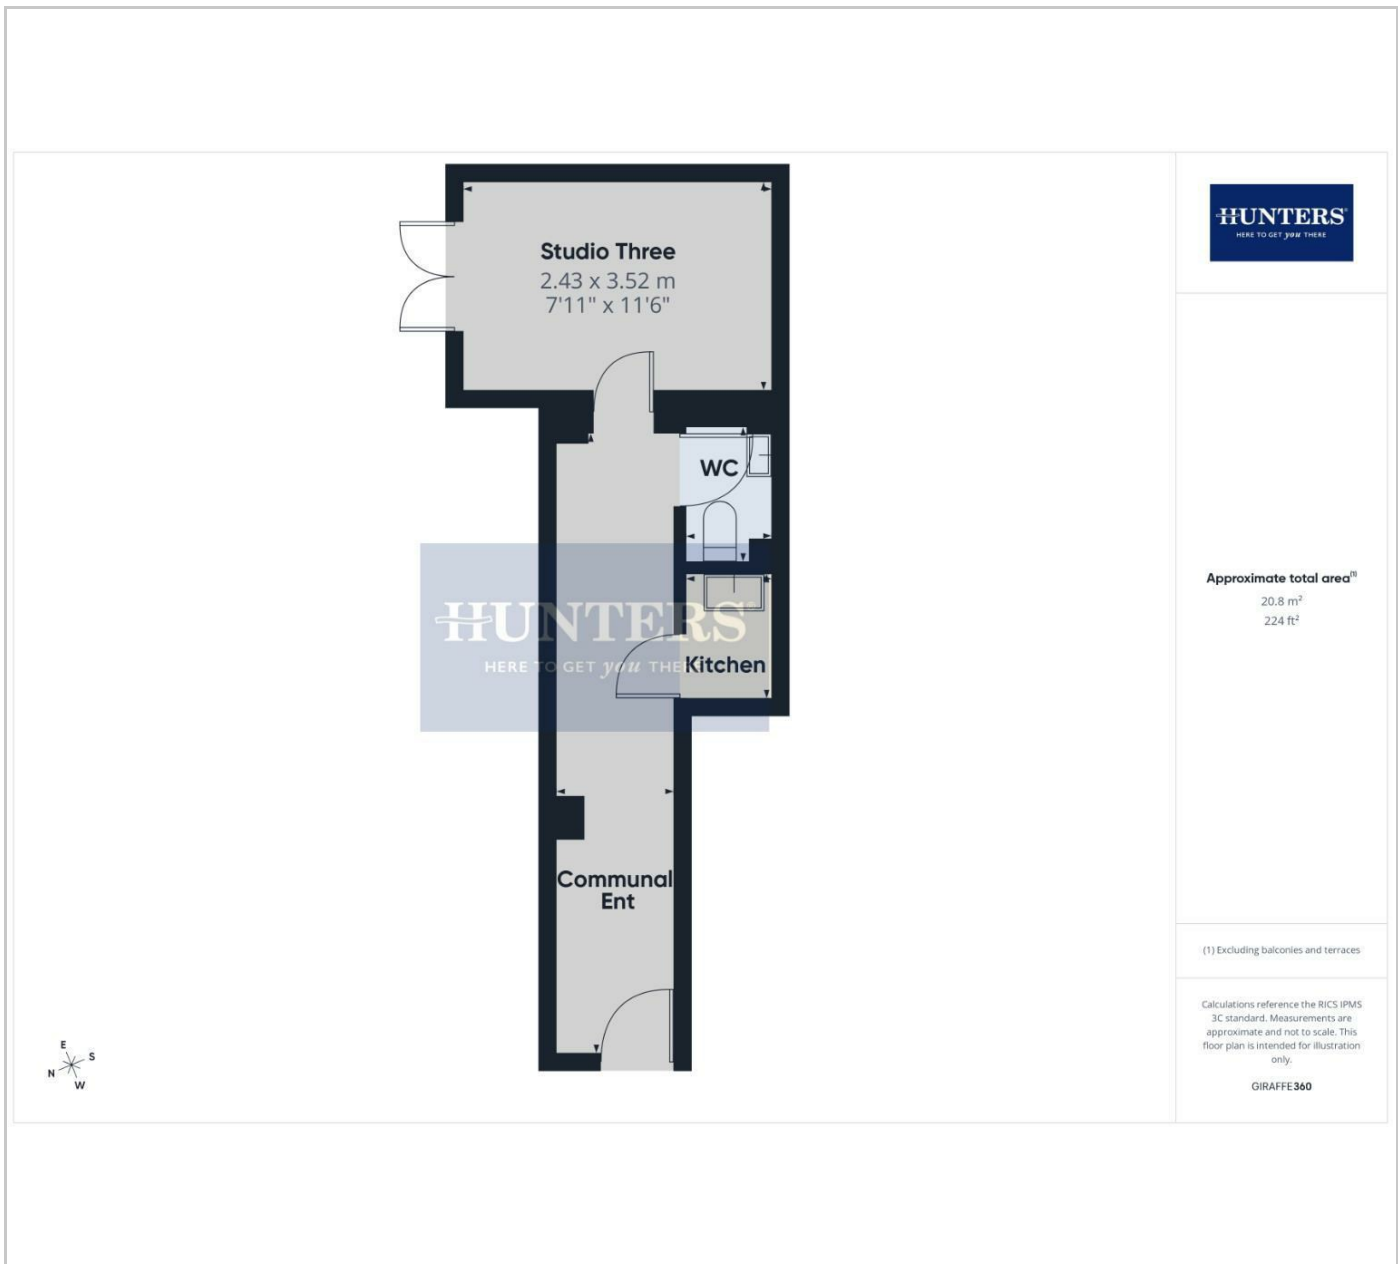 Studio Three
2.43 x 3.52 m
7'11" x 11'6"
WC
HUNTERS
HERE TO GET you THERE
Kitchen
Communal
Ent
E
S
N
W
HUNTERS
HERE TO GET you THERE
Approximate total area(1)
20.8 m²
224 ft²
(1) Excluding balconies and terraces
Calculations reference the RICS IPMS
3C standard. Measurements are
approximate and not to scale. This
floor plan is intended for illustration
only.
GIRAFFE360